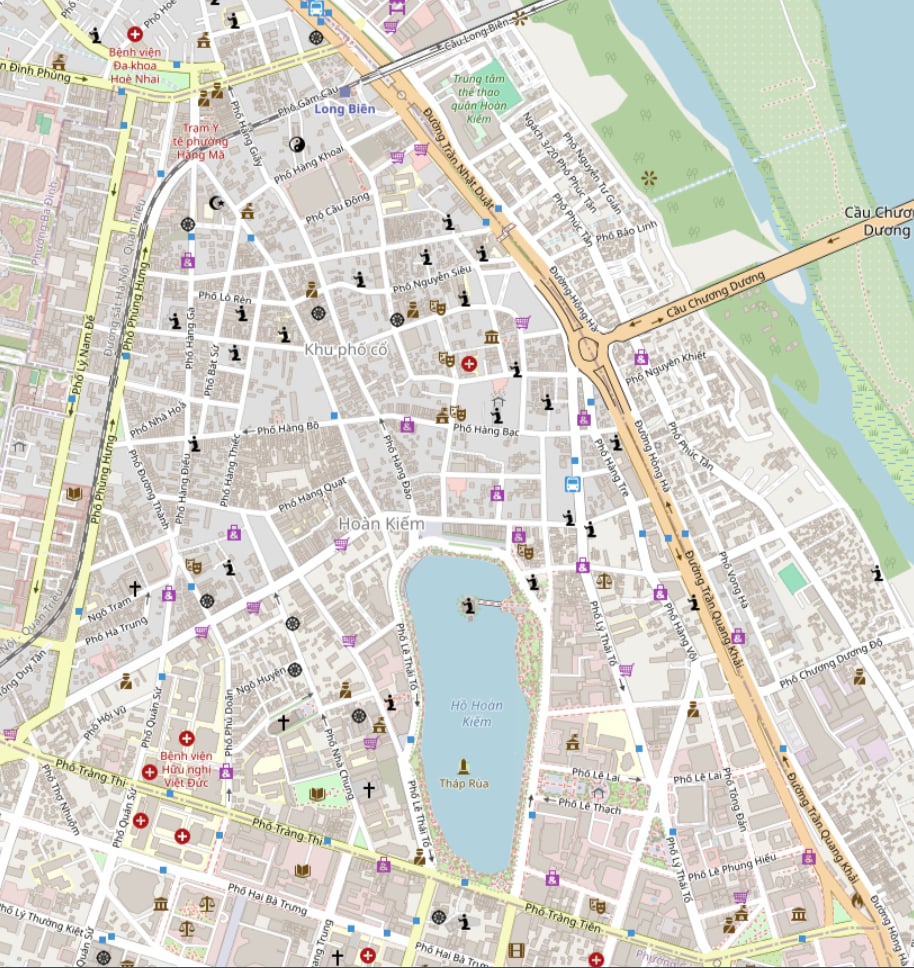 Phố Hoè
Cầu Long Biên
Bệnh viện
Đa khoa
Hoè Nhai
n Đình Phùng
Trung tâm
thể thao
quận Hoàn
Kiếm
Phố Gầm Cầu
Long Biên
Đường Trần Nhật Duật
Trạm Y
tế phường
Hàng Mã
Phố Hàng Giấy
Phố Hàng Khoai
Ngách 3/20 Phố Phúc Tân
Phố Nguyễn Tư Giản
Phường Ba Đình
Phố Cầu Đông
Phố Phúc Tân
Đường sắt Hà Nội - Quán Triều
Phố Bảo Linh
Cầu Chươ
Dương
Phố Phùng Hưng
Phố Nguyễn Siêu
Đường Hồng Hà
Cầu Chương Dương
Phố Lò Rèn
Phố Lý Nam Đế
Phố Hàng Gà
Phố Bát Sứ
Khu phố cổ
Phố Nguyễn Khiết
Phố Nhà Hoả
Phố Hàng Bồ
Phố Hàng Bạc
Phố Phúc Tân
Đường Hồng Hà
Phố Phùng Hưng
Phố Đường Thành
Phố Hàng Điếu
Phố Hàng Thiếc
Phố Hàng Đào
Phố Hàng Tre
Phố Hàng Quạt
Hoàn Kiếm
Đường Trần Quang Khải
Phố Vọng Hà
Ngõ Trạm
Phố Hà Trung
Nội - Quán Triều
Phố Lê Thái Tổ
Phố Lý Thái Tổ
Phố Hàng Vôi
ống Duy Tân
Phố Chương Dương Độ
Ngõ Huyện
Phố Hội Vũ
Phố Quán Sứ
Phố Phủ Doãn
Hồ Hoàn
Kiếm
Phố Nhà Chung
Bệnh viện
Hữu nghị
Việt Đức
Phố Tràng Thi
Tháp Rùa
Phố Lê Lai
Phố Lê Lai
Phố Lê Thạch
Phố Thợ Nhuộm
Phố Quán Sứ
Phố Lê Thái Tổ
Phố Tông Đản
Đường Trần Quang Khải
Phố Tràng Thi
Phố Lý Thái Tổ
Phố Lê Phụng Hiểu
Phố Hai Bà Trưng
Phố Tràng Tiền
Phố Lý Thường Kiệt
Quán Sứ
ang Trung
Phố Hai Bà Trưn
Phường
Đường Hồng Hà